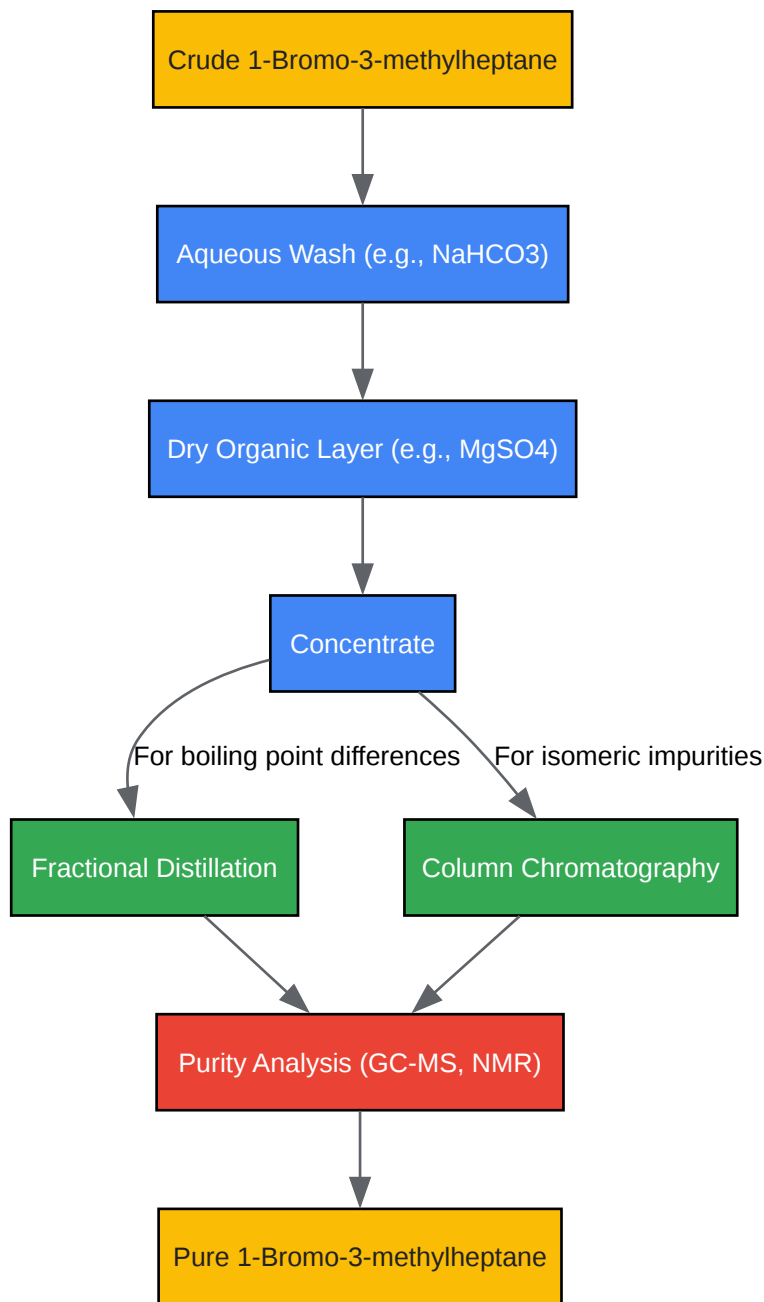 Crude 1-Bromo-3-methylheptane
Aqueous Wash (e.g., NaHCO3)
Dry Organic Layer (e.g., MgSO4)
Concentrate
For boiling point differences
For isomeric impurities
Fractional Distillation
Column Chromatography
Purity Analysis (GC-MS, NMR)
Pure 1-Bromo-3-methylheptane